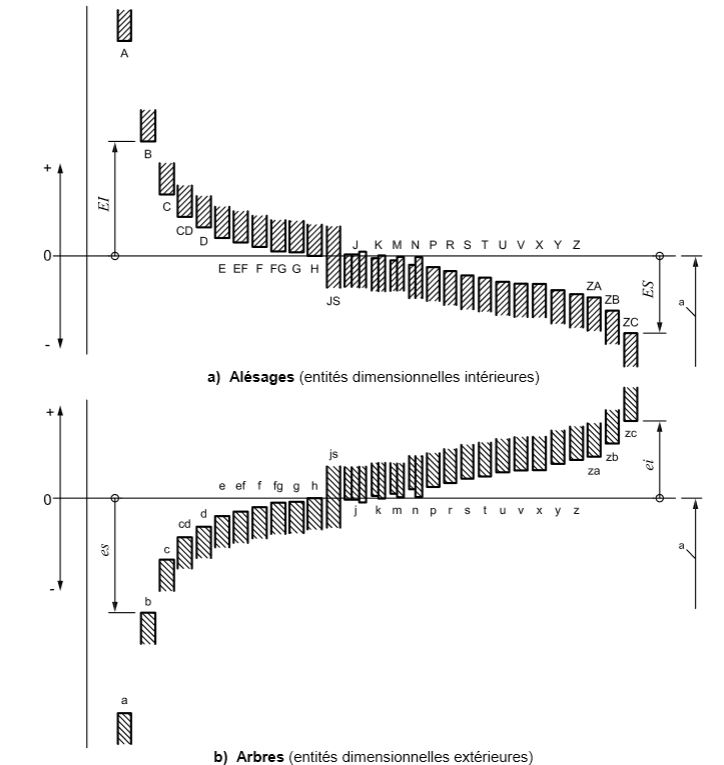 A
B
EI
+
C
CD
D
0
J K M N P R S T U V X Y Z
E EF F FG G H
ZA
ES
ZB
a
JS
ZC
-
a) Alésages (entités dimensionnelles intérieures)
+
zc
js
zb
ei
e ef f fg g h
za
0
d
j k m n p r s t u v x y z
cd
es
c
a
-
b
a
b) Arbres (entités dimensionnelles extérieures)